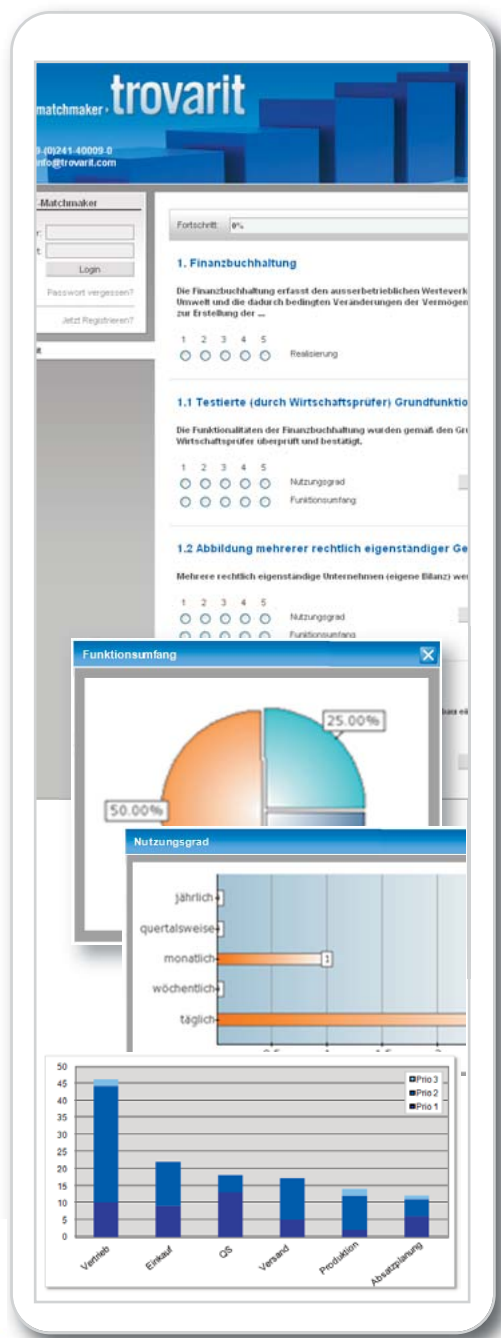 matchmaker · trovarit
(0)241-40009-0
info@trovarit.com
-Matchmaker
Login
Passwort vergessen?
Jetzt Registrieren?
Fortschritt: 0%
1. Finanzbuchhaltung
Die Finanzbuchhaltung erfasst den ausserbetrieblichen Werteverk
Umwelt und die dadurch bedingten Veränderungen der Vermögen
zur Erstellung der ...
1 2 3 4 5
Realisierung
1.1 Testierte (durch Wirtschaftsprüfer) Grundfunktio
Die Funktionalitäten der Finanzbuchhaltung wurden gemäß den Gru
Wirtschaftsprüfer überprüft und bestätigt.
1 2 3 4 5
Nutzungsgrad
Funktionsumfang
1.2 Abbildung mehrerer rechtlich eigenständiger Ge
Mehrere rechtlich eigenständige Unternehmen (eigene Bilanz) wer
1 2 3 4 5
Nutzungsgrad
Funktionsumfang
Funktionsumfang
25.00%
50.00%
Nutzungsgrad
jährlich
quertalsweise
monatlich 1
wöchentlich
täglich
50
45
40
35
30
25
20
15
10
5
0
Prio 3
Prio 2
Prio 1
Vertrieb
Einkauf
QS
Versand
Produktion
Absatzplanung